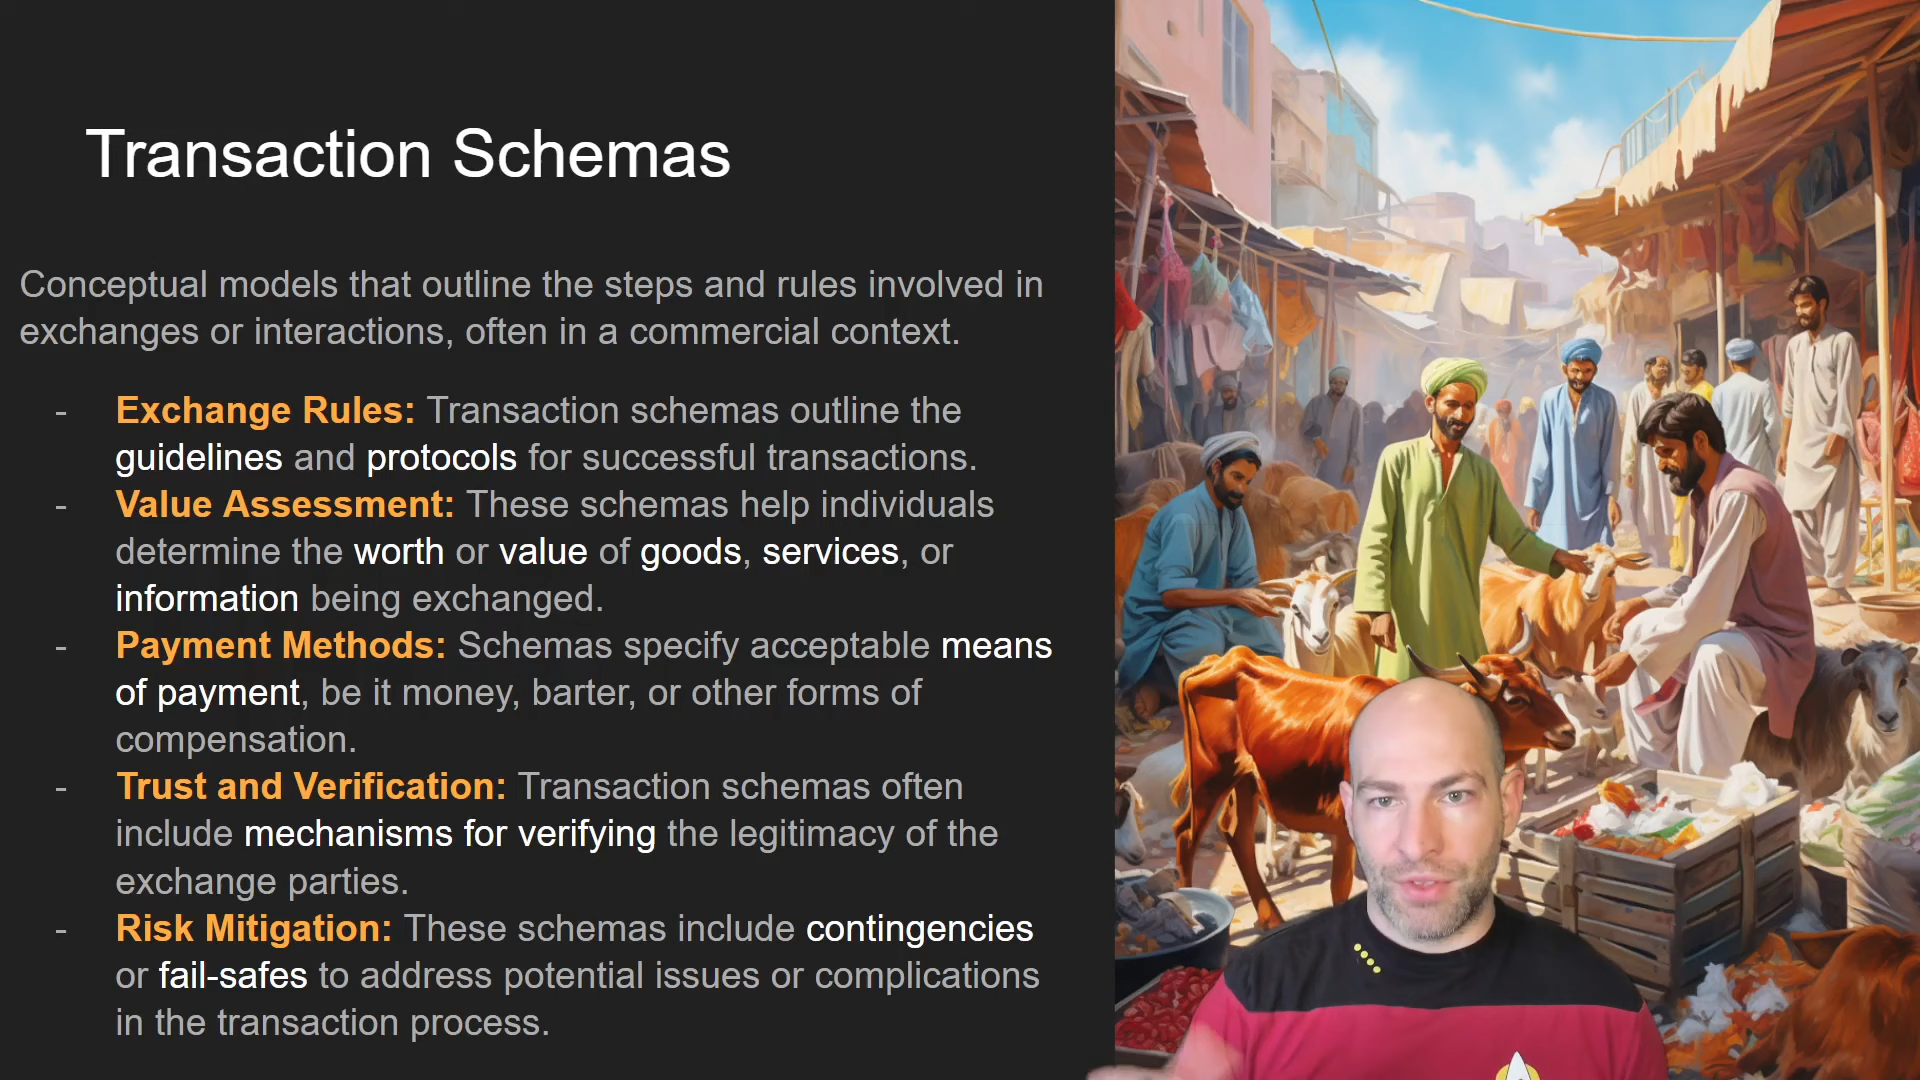 Transaction Schemas
Conceptual models that outline the steps and rules involved in
exchanges or interactions, often in a commercial context.
- Exchange Rules: Transaction schemas outline the
guidelines and protocols for successful transactions.
- Value Assessment: These schemas help individuals
determine the worth or value of goods, services, or
information being exchanged.
- Payment Methods: Schemas specify acceptable means
of payment, be it money, barter, or other forms of
compensation.
- Trust and Verification: Transaction schemas often
include mechanisms for verifying the legitimacy of the
exchange parties.
- Risk Mitigation: These schemas include contingencies
or fail-safes to address potential issues or complications
in the transaction process.